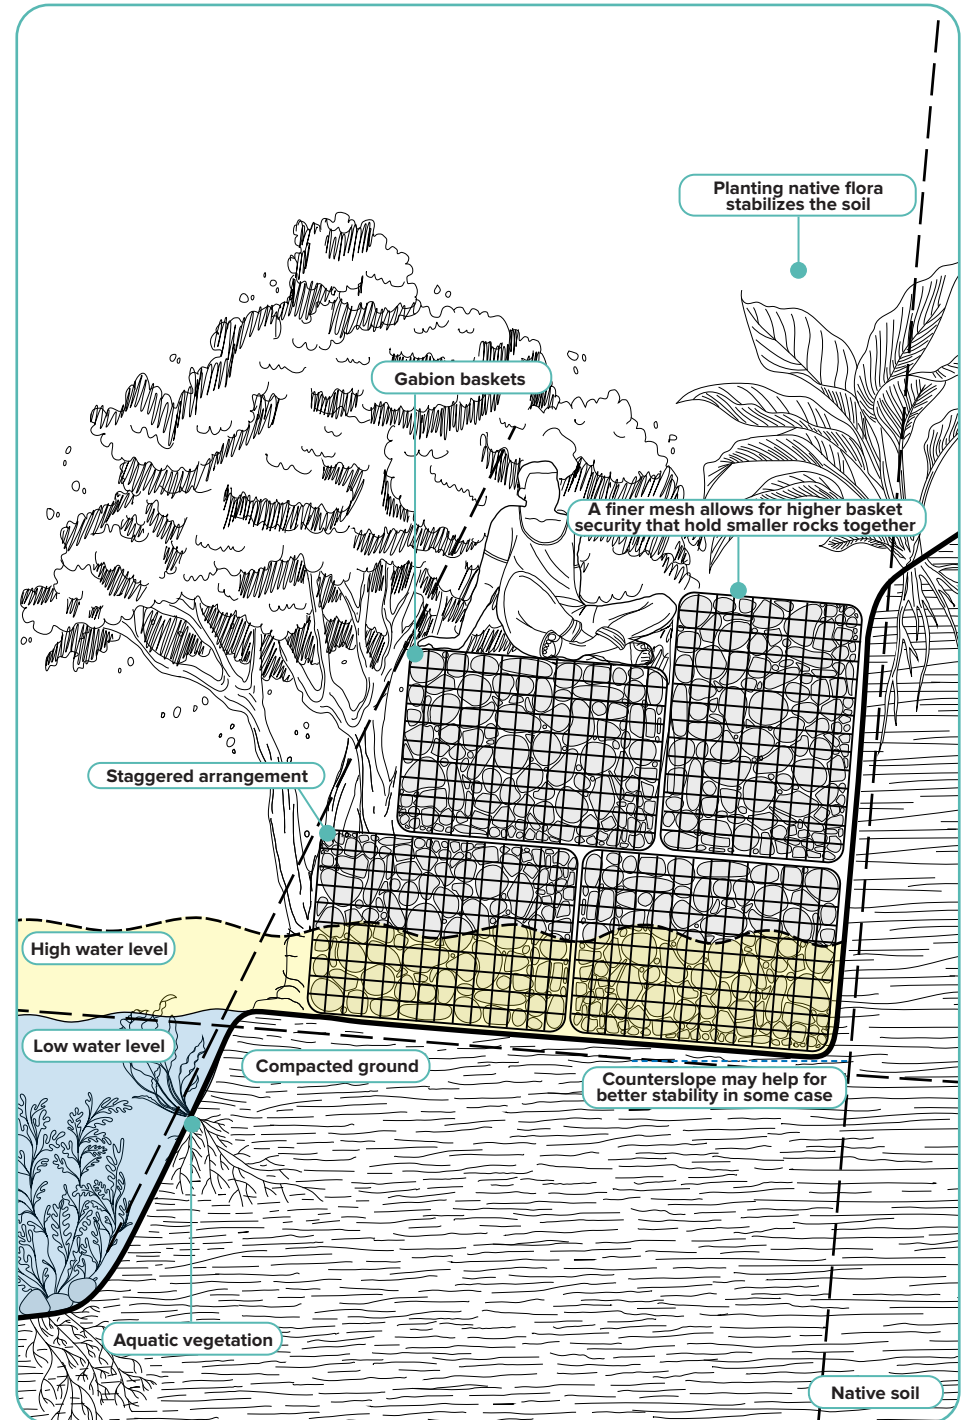 Planting native flora
stabilizes the soil
Gabion baskets
A finer mesh allows for higher basket
security that hold smaller rocks together
Staggered arrangement
High water level
Low water level
Compacted ground
Counterslope may help for
better stability in some case
Aquatic vegetation
Native soil